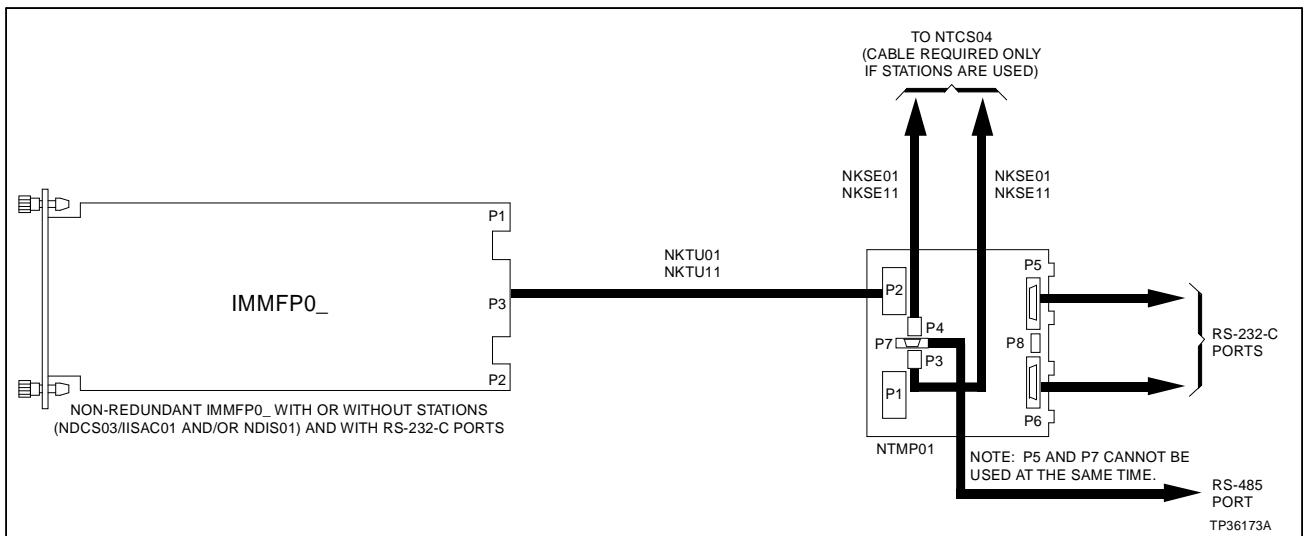 TO NTCS04
(CABLE REQUIRED ONLY
IF STATIONS ARE USED)
NKSE01
NKSE11
NKSE01
NKSE11
P1
NKTU01
NKTU11
P5
P2
IMMFP0_
P3
P4
P8
RS-232-C
PORTS
P7
P3
P2
P1
P6
NON-REDUNDANT IMMFP0_ WITH OR WITHOUT STATIONS
(NDCS03/IISAC01 AND/OR NDIS01) AND WITH RS-232-C PORTS
NTMP01
NOTE: P5 AND P7 CANNOT BE
USED AT THE SAME TIME.
RS-485
PORT
TP36173A